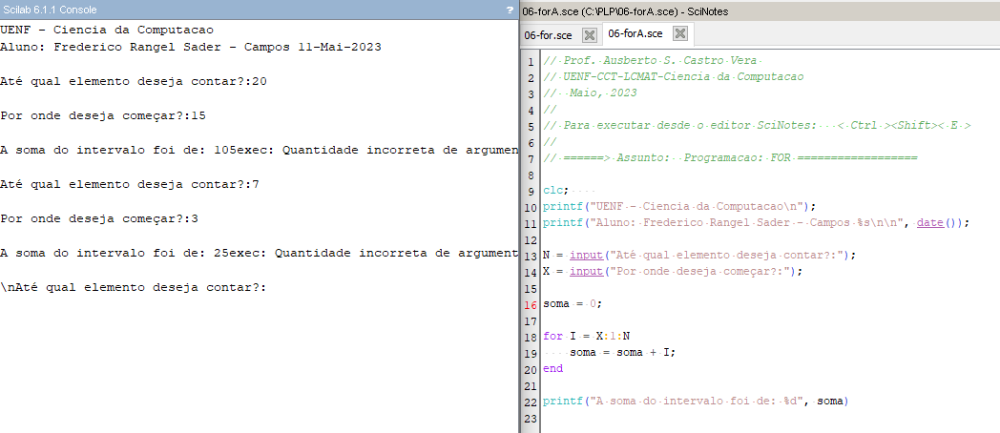 Scilab 6.1.1 Console ?
UENF - Ciencia da Computacao
Aluno: Frederico Rangel Sader - Campos 11-Mai-2023
Até qual elemento deseja contar?:20
Por onde deseja começar?:15
A soma do intervalo foi de: 105exec: Quantidade incorreta de argumen
Até qual elemento deseja contar?:7
Por onde deseja começar?:3
A soma do intervalo foi de: 25exec: Quantidade incorreta de argument
\nAté qual elemento deseja contar?:
06-forA.sce (C:\PLP\06-forA.sce) - SciNotes
06-for.sce 06-forA.sce
1 // Prof. Ausberto S. Castro Vera
2 // UENF-CCT-LCMAT-Ciencia da Computacao
3 // Maio, 2023
4 //
5 // Para executar desde o editor SciNotes: < Ctrl ><Shift>< E >
6 //
7 // ======> Assunto: Programacao: FOR ==================
8
9 clc;
10 printf("UENF - Ciencia da Computacao\n");
11 printf("Aluno: Frederico Rangel Sader - Campos %s\n\n", date());
12
13 N = input("Até qual elemento deseja contar?:");
14 X = input("Por onde deseja começar?:");
15
16 soma = 0;
17
18 for I = X:1:N
19 soma = soma + I;
20 end
21
22 printf("A soma do intervalo foi de: %d", soma)
23